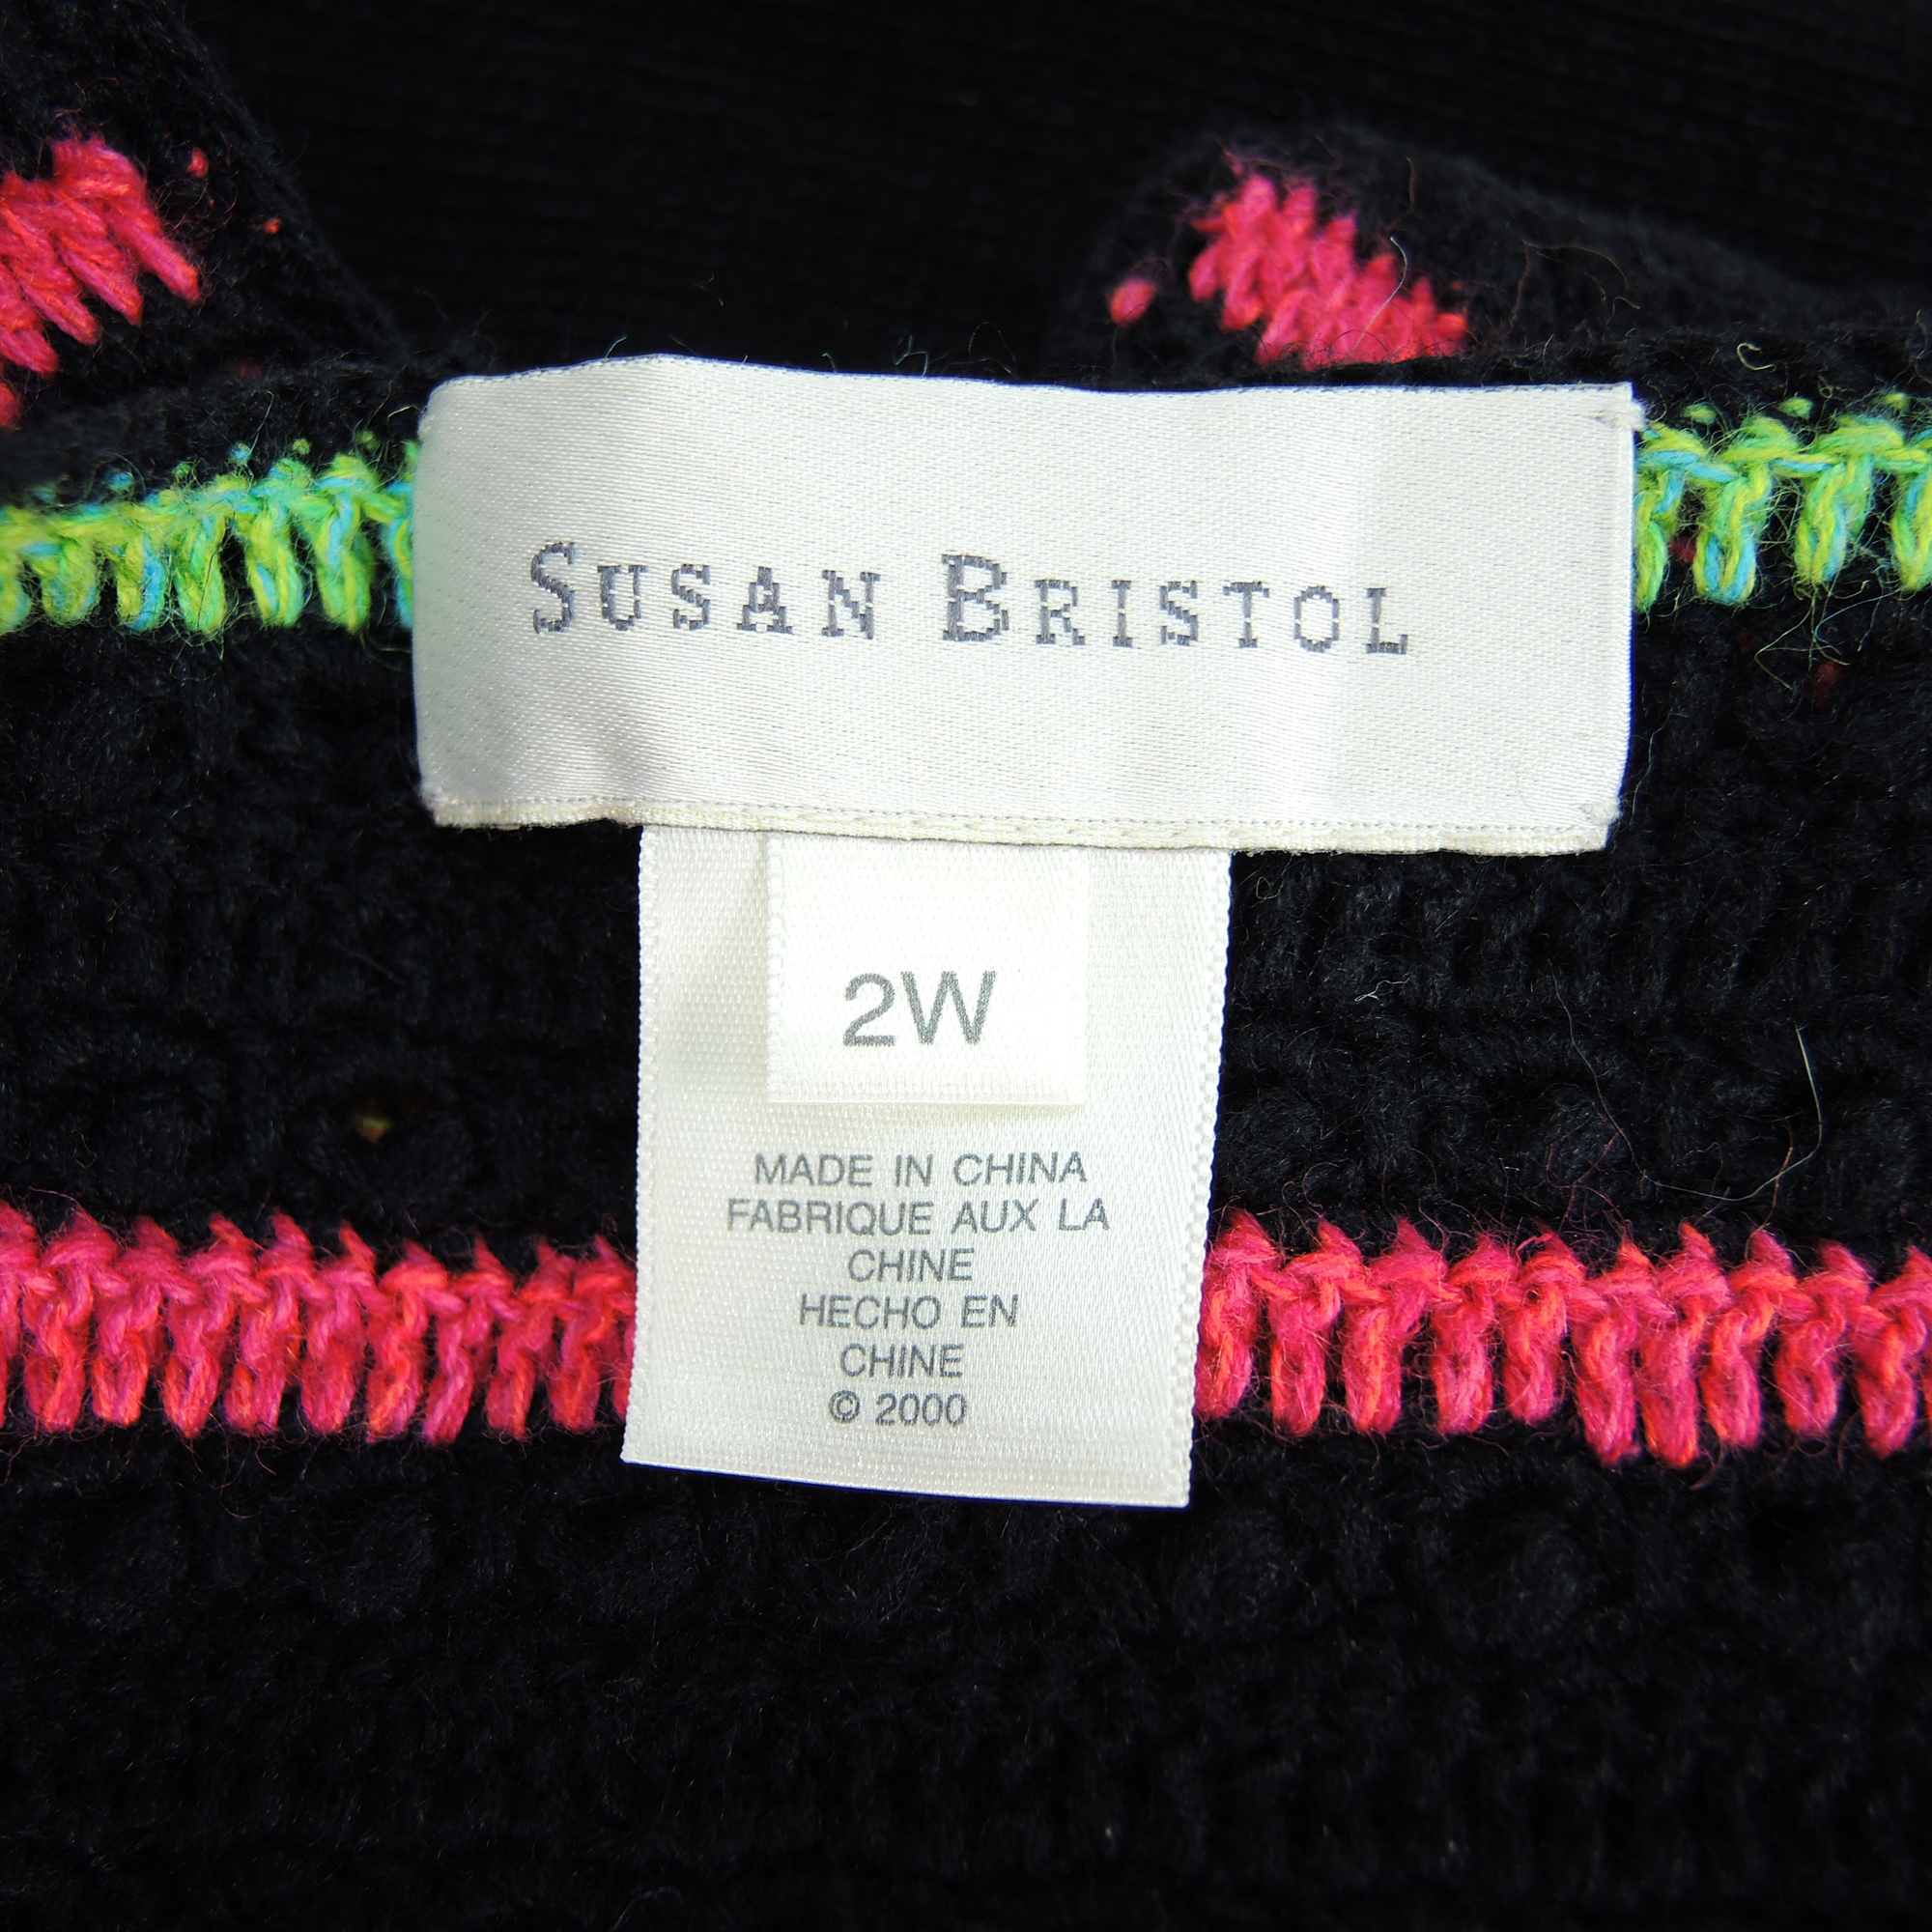 SUSAN BRISTOL
2W
MADE IN CHINA
FABRIQUE AUX LA
CHINE
HECHO EN
CHINE
© 2000